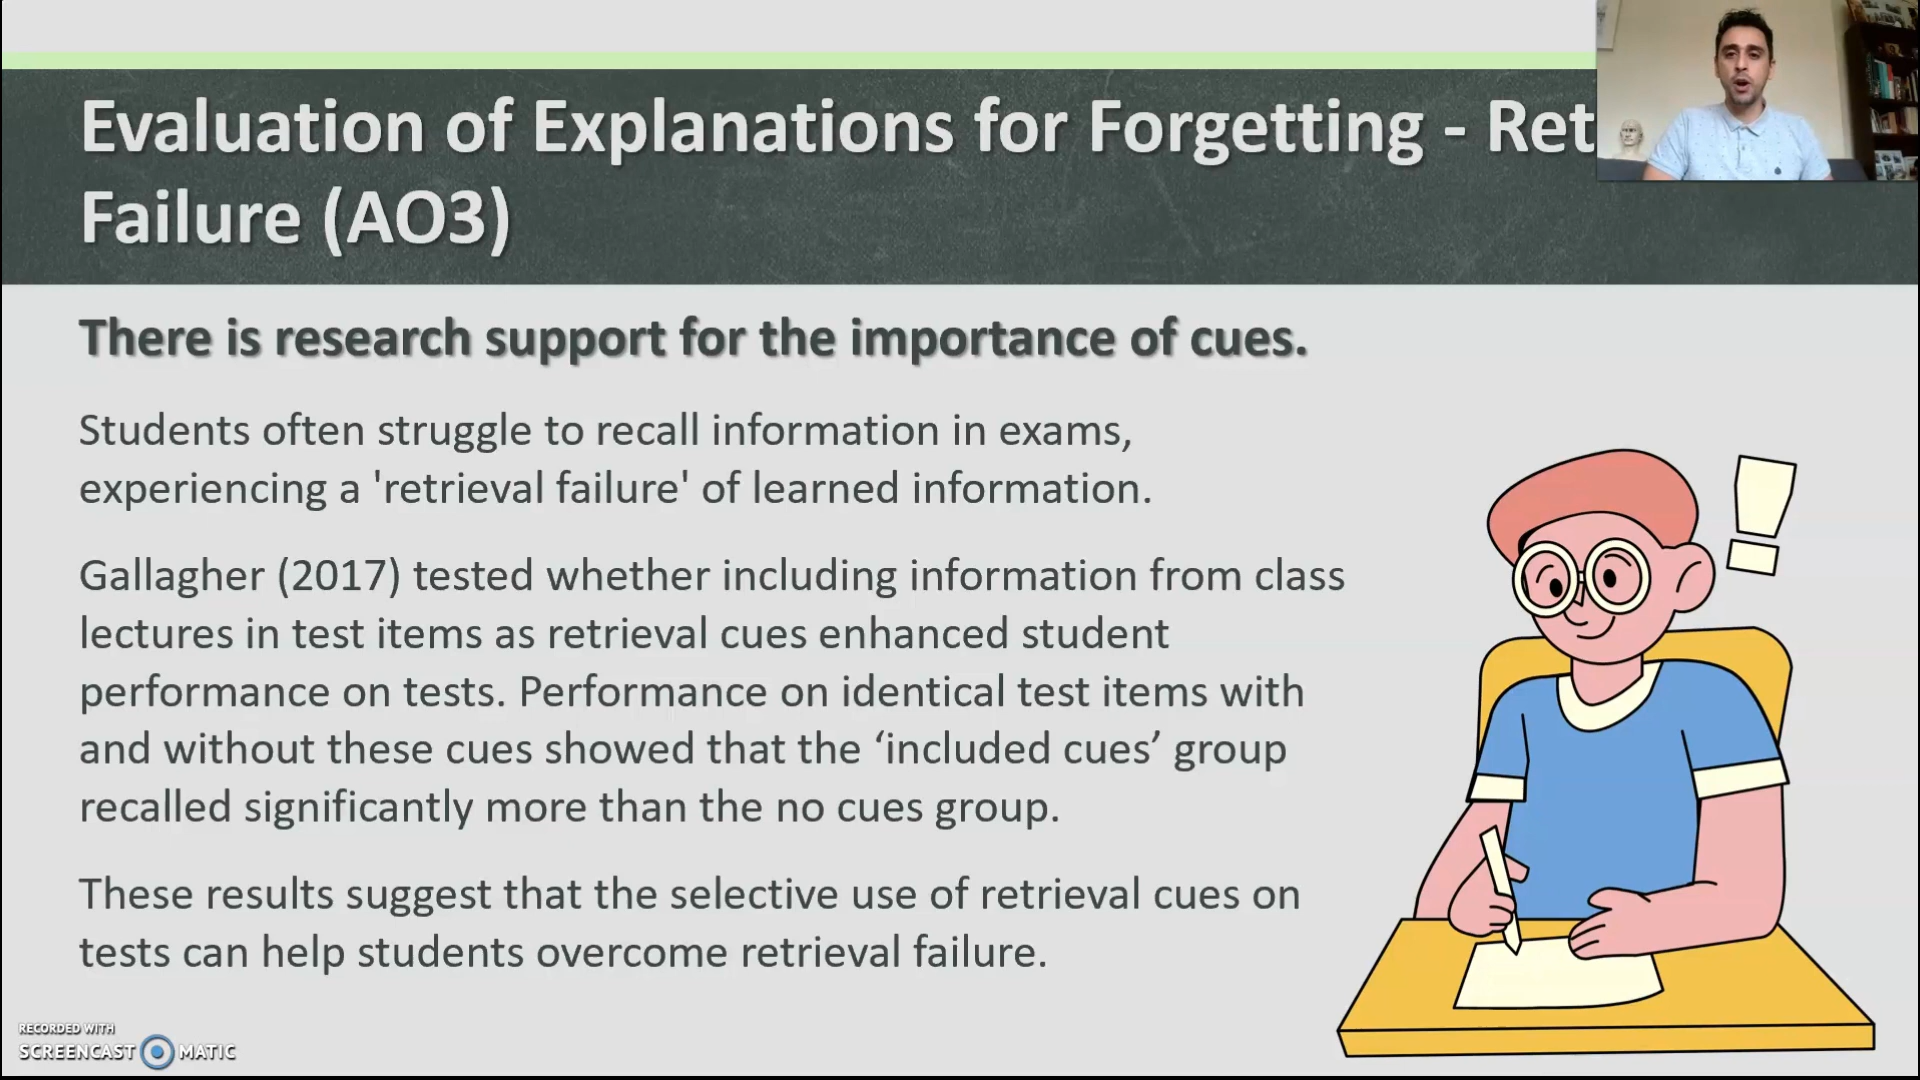 Evaluation of Explanations for Forgetting - Ret
Failure (AO3)
There is research support for the importance of cues.
Students often struggle to recall information in exams,
experiencing a 'retrieval failure' of learned information.
Gallagher (2017) tested whether including information from class
lectures in test items as retrieval cues enhanced student
performance on tests. Performance on identical test items with
and without these cues showed that the ‘included cues’ group
recalled significantly more than the no cues group.
These results suggest that the selective use of retrieval cues on
tests can help students overcome retrieval failure.
RECORDED WITH
SCREENCAST MATIC